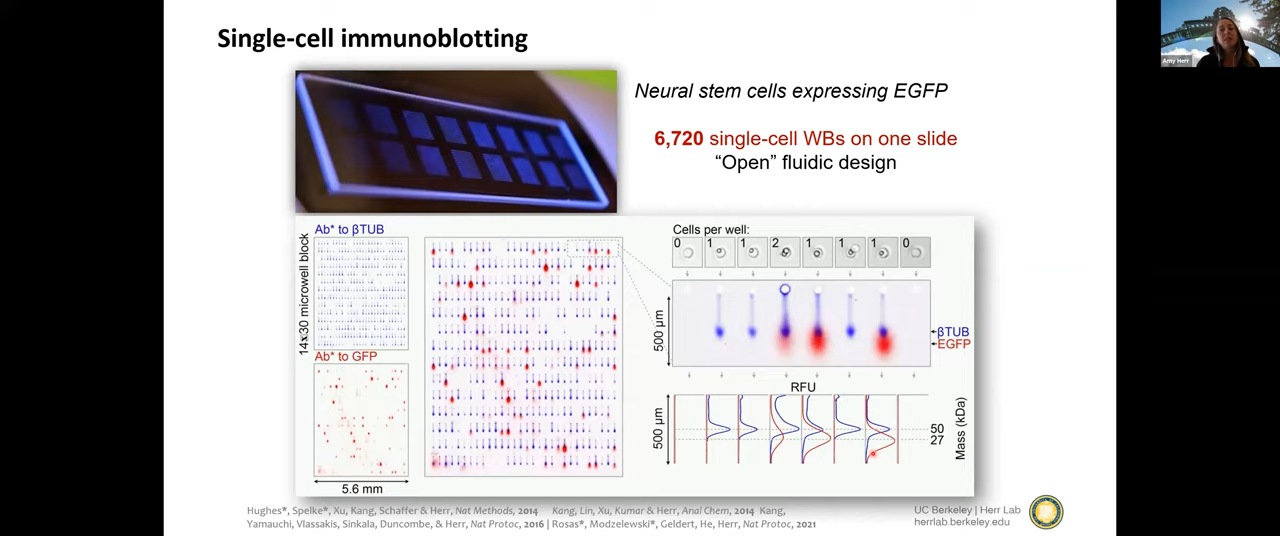 Single-cell immunoblotting
Amy Herr
Neural stem cells expressing EGFP
6,720 single-cell WBs on one slide
“Open” fluidic design
Ab* to βTUB
14x30 microwell block
Ab* to GFP
5.6 mm
Cells per well:
0 1 1 2 1 1 1 0
500 µm
βTUB
EGFP
RFU
500 µm
50
27
Mass (kDa)
Hughes*, Spelke*, Xu, Kang, Schaffer & Herr, Nat Methods, 2014 Kang, Lin, Xu, Kumar & Herr, Anal Chem, 2014 Kang,
Yamauchi, Vlassakis, Sinkala, Duncombe, & Herr, Nat Protoc, 2016 | Rosas*, Modzelewski*, Geldert, He, Herr, Nat Protoc, 2021
UC Berkeley | Herr Lab
herrlab.berkeley.edu